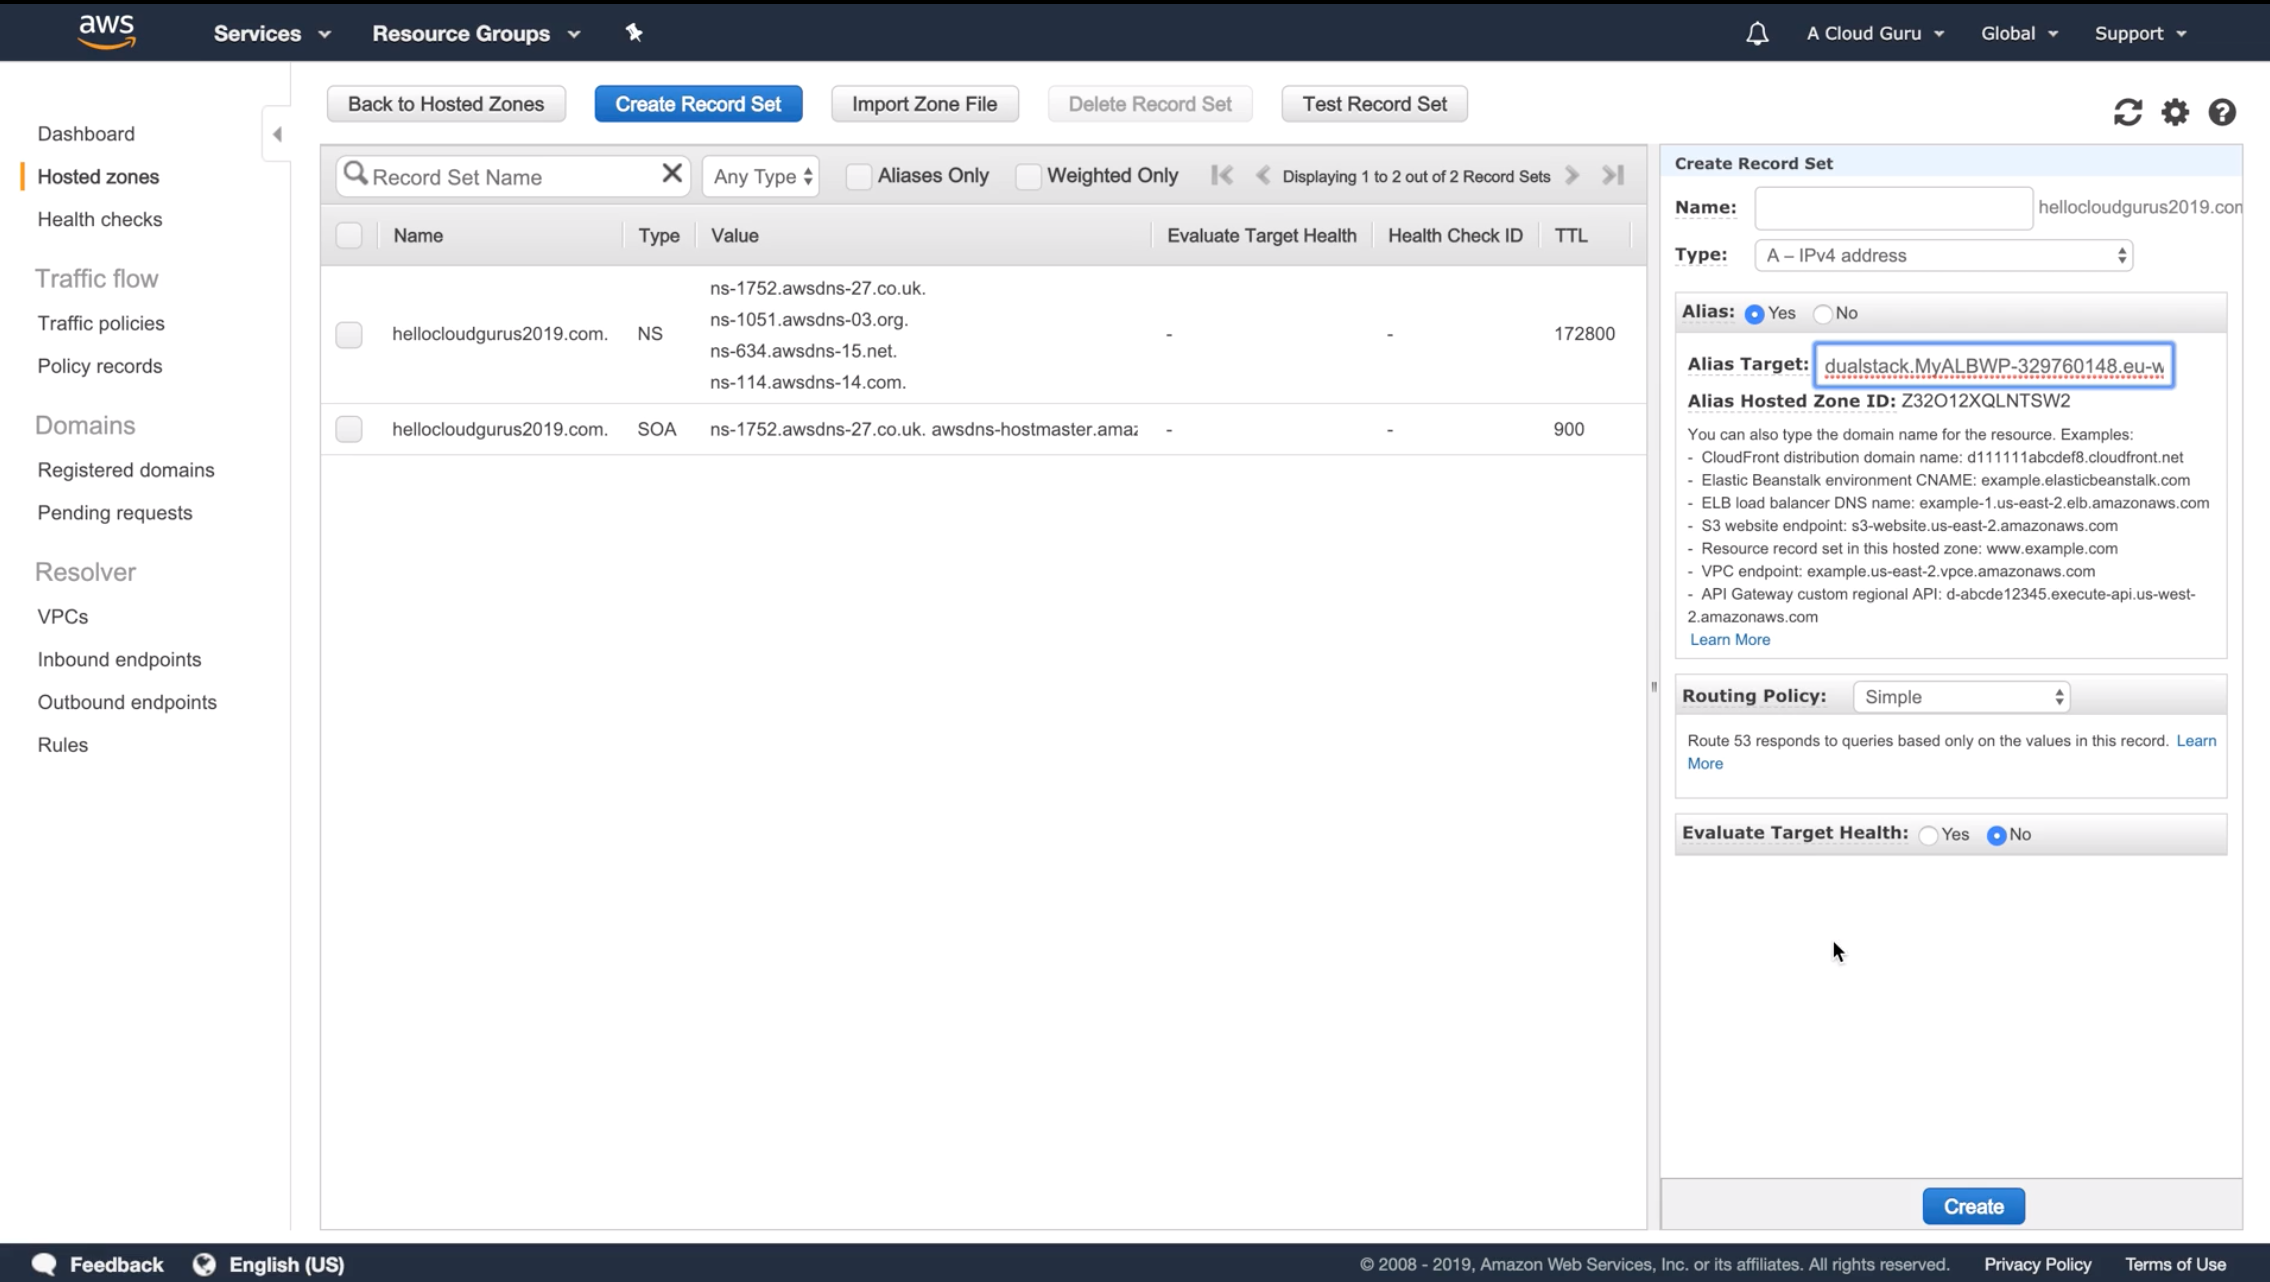 aws
Services
Resource Groups
A Cloud Guru
Global
Support
Dashboard
Hosted zones
Health checks
Traffic flow
Traffic policies
Policy records
Domains
Registered domains
Pending requests
Resolver
VPCs
Inbound endpoints
Outbound endpoints
Rules
Back to Hosted Zones
Create Record Set
Import Zone File
Delete Record Set
Test Record Set
Record Set Name
Any Type
Aliases Only
Weighted Only
Displaying 1 to 2 out of 2 Record Sets
Name Type Value Evaluate Target Health Health Check ID TTL
hellocloudgurus2019.com. NS
ns-1752.awsdns-27.co.uk.
ns-1051.awsdns-03.org.
ns-634.awsdns-15.net.
ns-114.awsdns-14.com.
- - 172800
hellocloudgurus2019.com. SOA ns-1752.awsdns-27.co.uk. awsdns-hostmaster.amaz - - 900
Create Record Set
Name: hellocloudgurus2019.com
Type: A – IPv4 address
Alias: Yes No
Alias Target: dualstack.MyALBWP-329760148.eu-w
Alias Hosted Zone ID: Z32O12XQLNTSW2
You can also type the domain name for the resource. Examples:
- CloudFront distribution domain name: d111111abcdef8.cloudfront.net
- Elastic Beanstalk environment CNAME: example.elasticbeanstalk.com
- ELB load balancer DNS name: example-1.us-east-2.elb.amazonaws.com
- S3 website endpoint: s3-website.us-east-2.amazonaws.com
- Resource record set in this hosted zone: www.example.com
- VPC endpoint: example.us-east-2.vpce.amazonaws.com
- API Gateway custom regional API: d-abcde12345.execute-api.us-west-
2.amazonaws.com
Learn More
Routing Policy: Simple
Route 53 responds to queries based only on the values in this record. Learn
More
Evaluate Target Health: Yes No
Create
Feedback
English (US)
© 2008 - 2019, Amazon Web Services, Inc. or its affiliates. All rights reserved.
Privacy Policy
Terms of Use